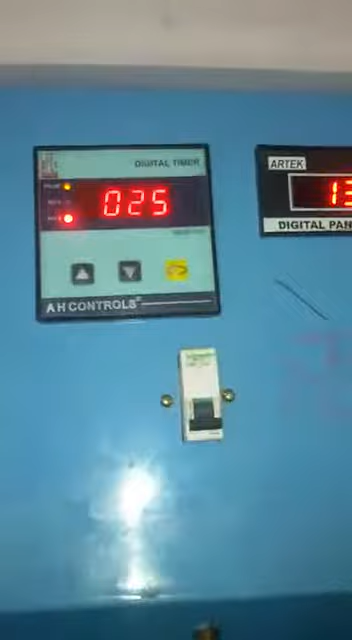 DIGITAL TIMER
025
A H CONTROLS
ARTEK
13
DIGITAL PAN